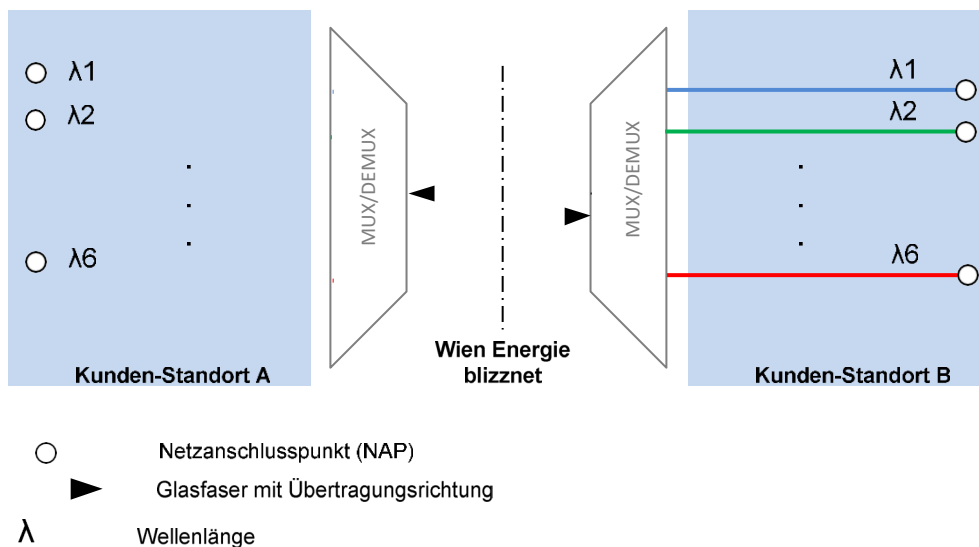 λ1
λ2
λ6
MUX/DEMUX
Kunden-Standort A
Wien Energie
blizznet
MUX/DEMUX
λ1
λ2
λ6
Kunden-Standort B
Netzanschlusspunkt (NAP)
Glasfaser mit Übertragungsrichtung
λ Wellenlänge